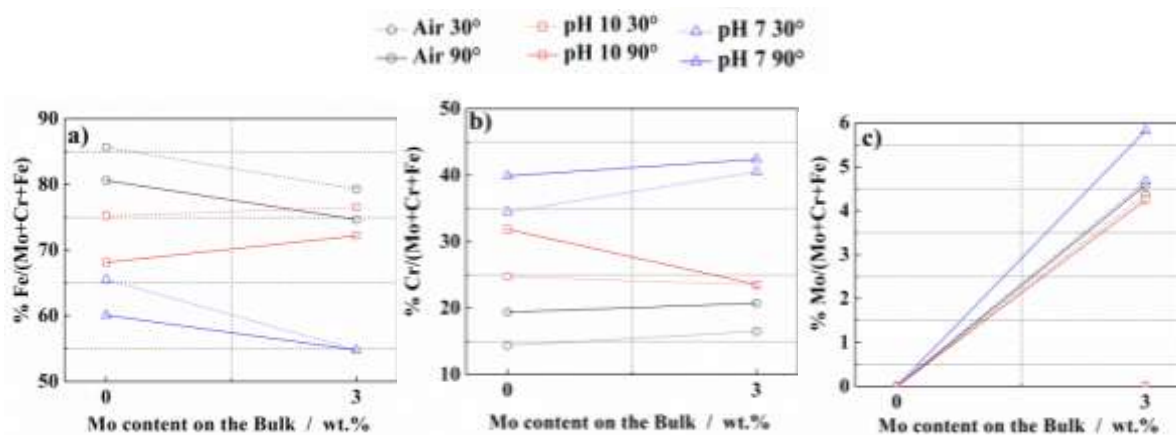 Air 30° pH 10 30° pH 7 30°
Air 90° pH 10 90° pH 7 90°
a)
% Fe/(Mo+Cr+Fe)
90
80
70
60
50
0 3
Mo content on the Bulk / wt.%
b)
% Cr/(Mo+Cr+Fe)
50
40
30
20
10
0 3
Mo content on the Bulk / wt.%
c)
% Mo/(Mo+Cr+Fe)
6
5
4
3
2
1
0
0 3
Mo content on the Bulk / wt.%